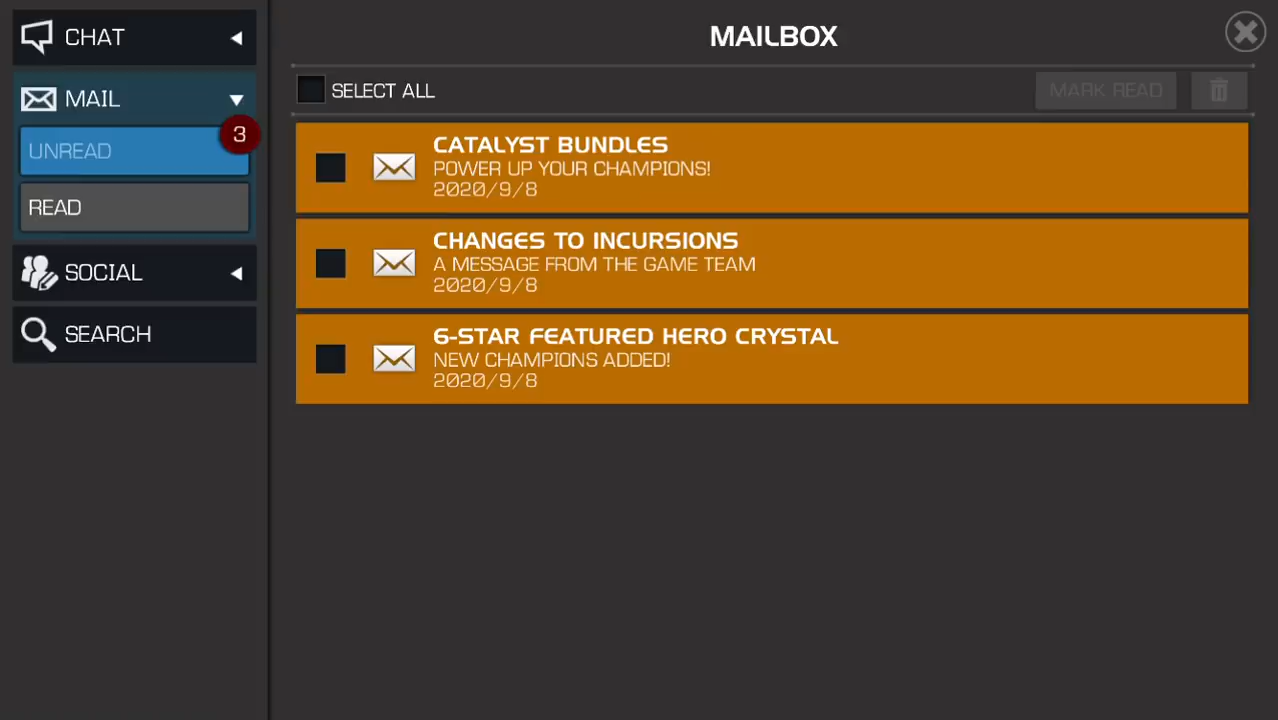 CHAT
MAIL
3
UNREAD
READ
SOCIAL
SEARCH
MAILBOX
SELECT ALL
MARK READ
CATALYST BUNDLES
POWER UP YOUR CHAMPIONS!
2020/9/8
CHANGES TO INCURSIONS
A MESSAGE FROM THE GAME TEAM
2020/9/8
6-STAR FEATURED HERO CRYSTAL
NEW CHAMPIONS ADDED!
2020/9/8